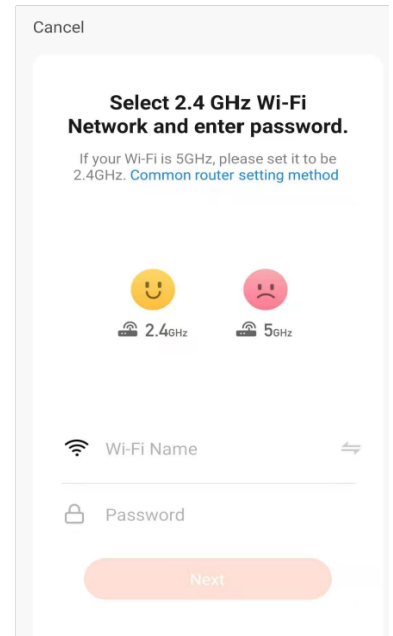 Cancel
Select 2.4 GHz Wi-Fi
Network and enter password.
If your Wi-Fi is 5GHz, please set it to be
2.4GHz. Common router setting method
2.4GHz 5GHz
Wi-Fi Name
Password
Next